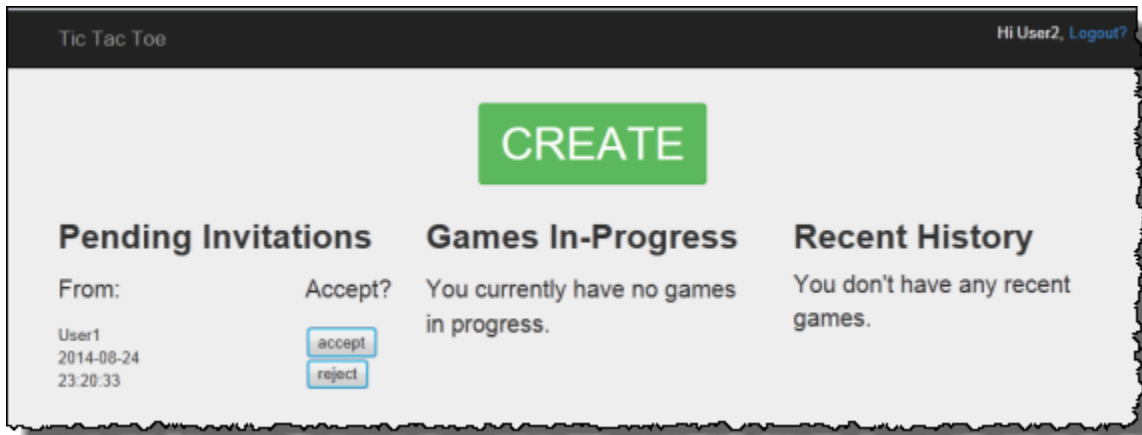 Tic Tac Toe
Hi User2, Logout?
CREATE
Pending Invitations
From: Accept?
User1
2014-08-24
23:20:33
accept
reject
Games In-Progress
You currently have no games
in progress.
Recent History
You don't have any recent
games.